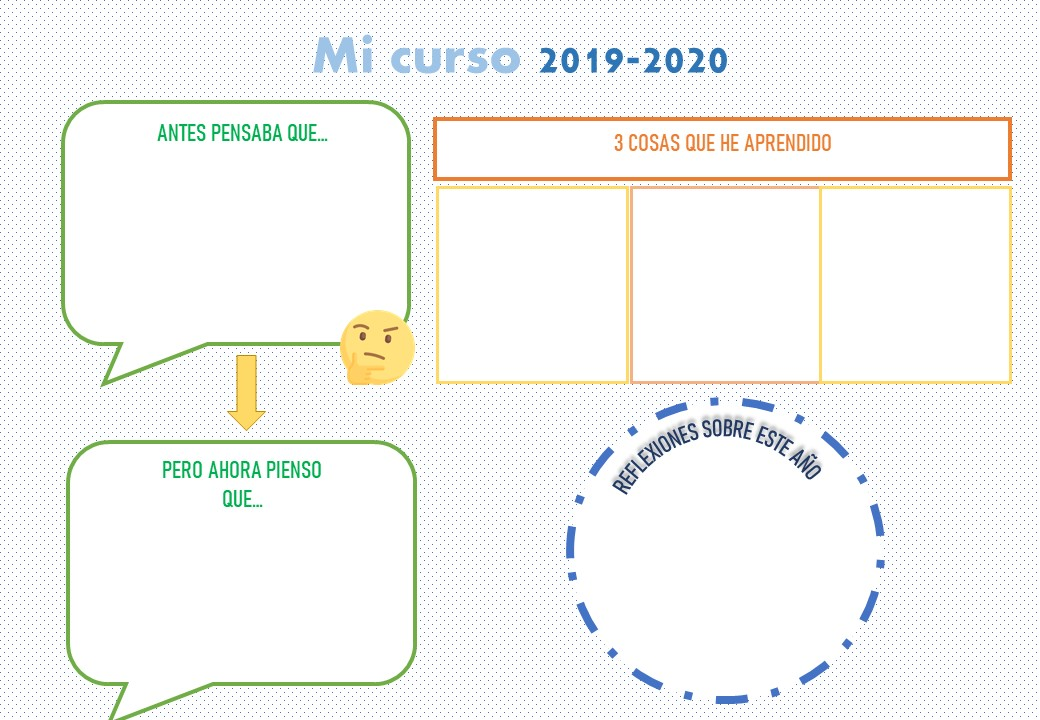 Mi curso 2019-2020
ANTES PENSABA QUE...
3 COSAS QUE HE APRENDIDO
PERO AHORA PIENSO
QUE...
REFLEXIONES SOBRE ESTE AÑO